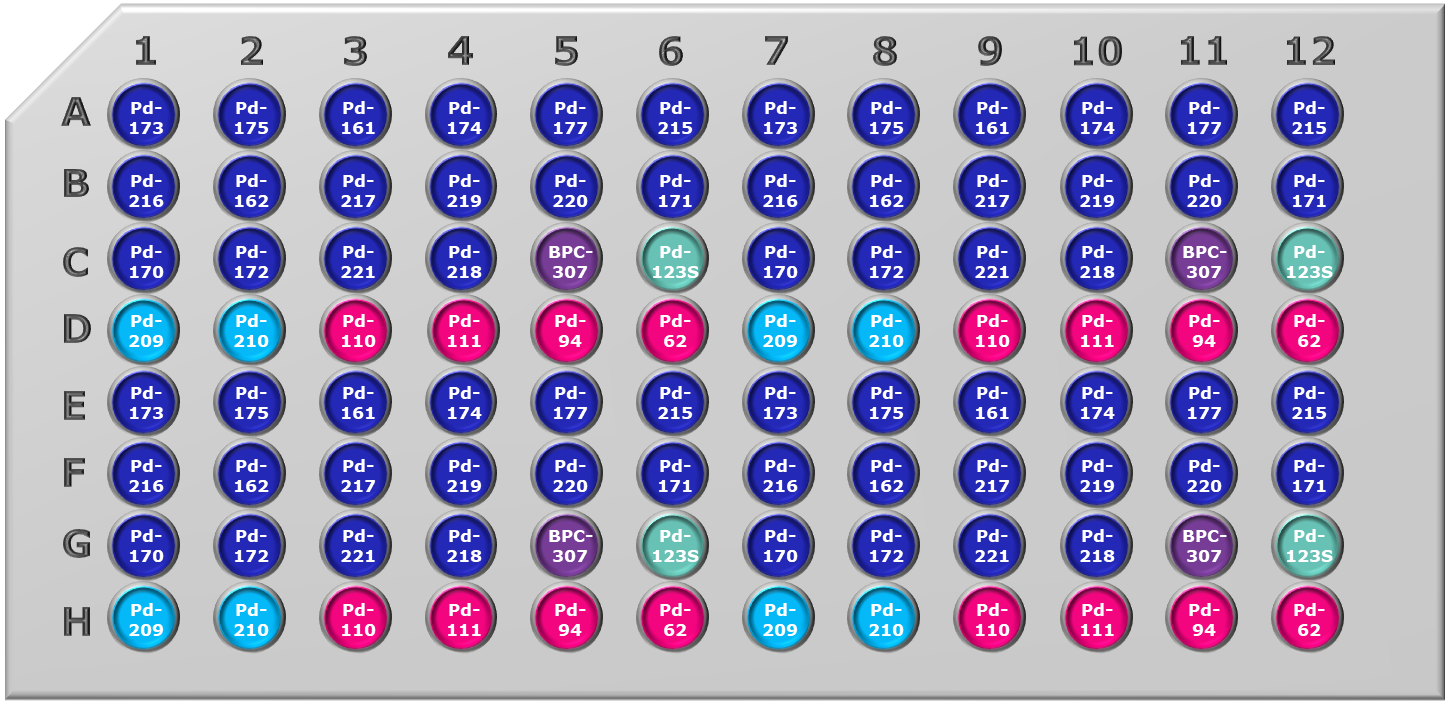 1 2 3 4 5 6 7 8 9 10 11 12
A Pd-173 Pd-175 Pd-161 Pd-174 Pd-177 Pd-215 Pd-173 Pd-175 Pd-161 Pd-174 Pd-177 Pd-215
B Pd-216 Pd-162 Pd-217 Pd-219 Pd-220 Pd-171 Pd-216 Pd-162 Pd-217 Pd-219 Pd-220 Pd-171
C Pd-170 Pd-172 Pd-221 Pd-218 BPC-307 Pd-123S Pd-170 Pd-172 Pd-221 Pd-218 BPC-307 Pd-123S
D Pd-209 Pd-210 Pd-110 Pd-111 Pd-94 Pd-62 Pd-209 Pd-210 Pd-110 Pd-111 Pd-94 Pd-62
E Pd-173 Pd-175 Pd-161 Pd-174 Pd-177 Pd-215 Pd-173 Pd-175 Pd-161 Pd-174 Pd-177 Pd-215
F Pd-216 Pd-162 Pd-217 Pd-219 Pd-220 Pd-171 Pd-216 Pd-162 Pd-217 Pd-219 Pd-220 Pd-171
G Pd-170 Pd-172 Pd-221 Pd-218 BPC-307 Pd-123S Pd-170 Pd-172 Pd-221 Pd-218 BPC-307 Pd-123S
H Pd-209 Pd-210 Pd-110 Pd-111 Pd-94 Pd-62 Pd-209 Pd-210 Pd-110 Pd-111 Pd-94 Pd-62